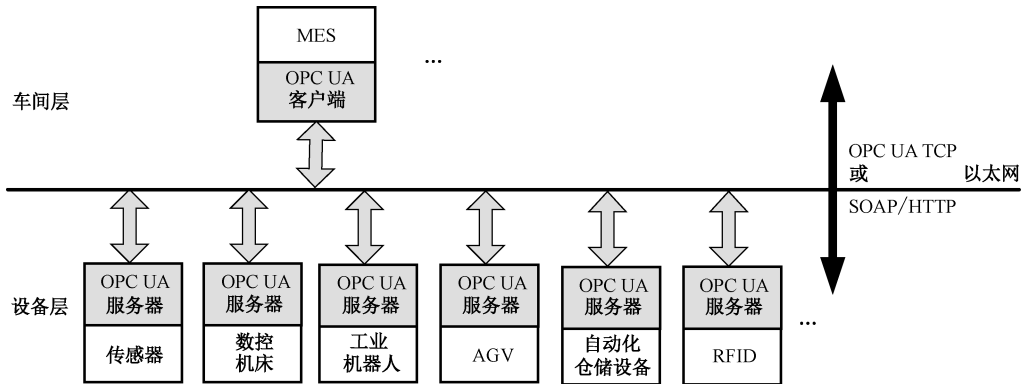 MES
...
OPC UA
客户端
车间层
OPC UA TCP
或
以太网
SOAP/HTTP
设备层
OPC UA
服务器
传感器
OPC UA
服务器
数控
机床
OPC UA
服务器
工业
机器人
OPC UA
服务器
AGV
OPC UA
服务器
自动化
仓储设备
OPC UA
服务器
RFID
...